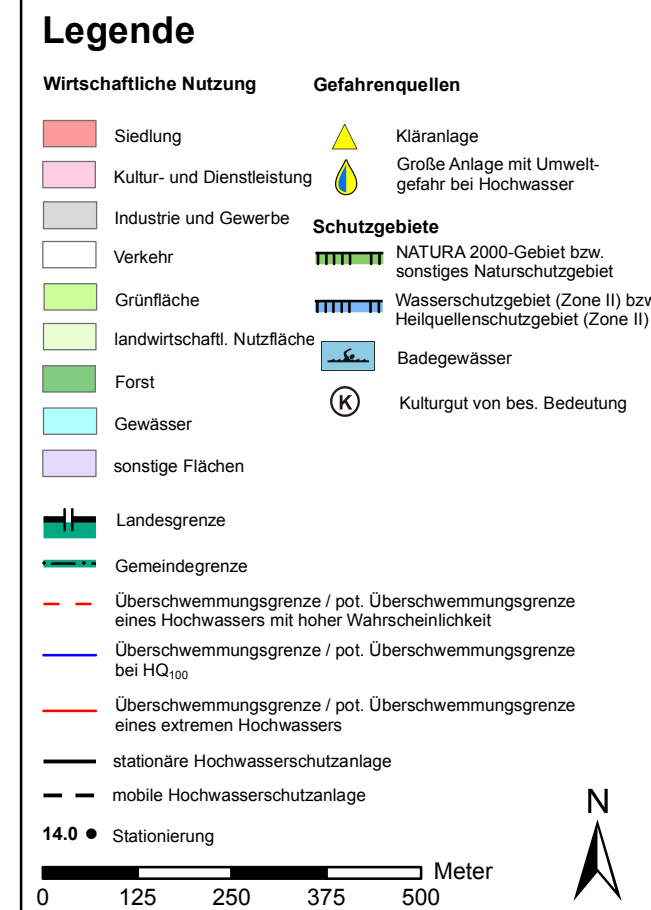 Legende
Wirtschaftliche Nutzung
Siedlung
Kultur- und Dienstleistung
Industrie und Gewerbe
Verkehr
Grünfläche
landwirtschaftl. Nutzfläche
Forst
Gewässer
sonstige Flächen
Gefahrenquellen
Kläranlage
Große Anlage mit Umwelt-
gefahr bei Hochwasser
Schutzgebiete
NATURA 2000-Gebiet bzw.
sonstiges Naturschutzgebiet
Wasserschutzgebiet (Zone II) bzw
Heilquellenschutzgebiet (Zone II)
Badegewässer
K Kulturgut von bes. Bedeutung
Landesgrenze
Gemeindegrenze
Überschwemmungsgrenze / pot. Überschwemmungsgrenze
eines Hochwassers mit hoher Wahrscheinlichkeit
Überschwemmungsgrenze / pot. Überschwemmungsgrenze
bei HQ100
Überschwemmungsgrenze / pot. Überschwemmungsgrenze
eines extremen Hochwassers
stationäre Hochwasserschutzanlage
mobile Hochwasserschutzanlage
14.0 ● Stationierung
Meter
0 125 250 375 500
N